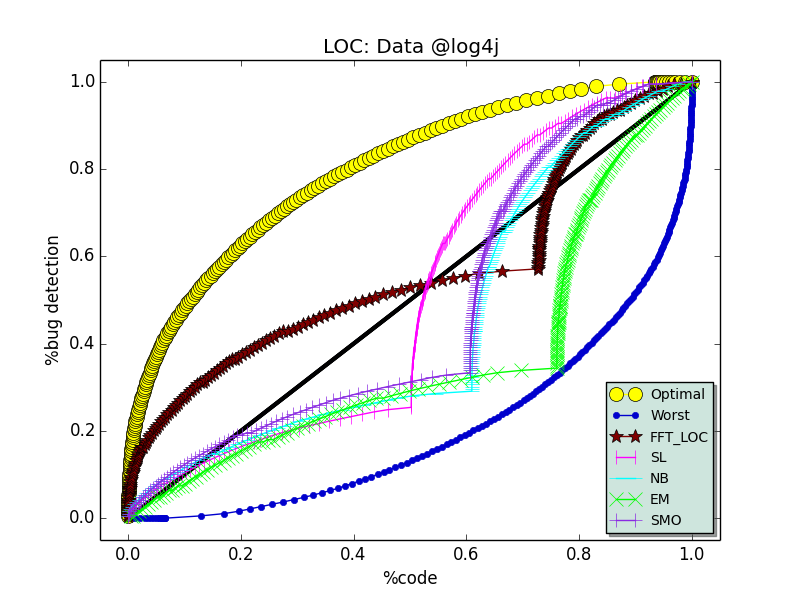 LOC: Data @log4j
1.0
0.8
0.6
0.4
0.2
0.0
%bug detection
0.0 0.2 0.4 0.6 0.8 1.0
%code
Optimal
Worst
FFT_LOC
SL
NB
EM
SMO